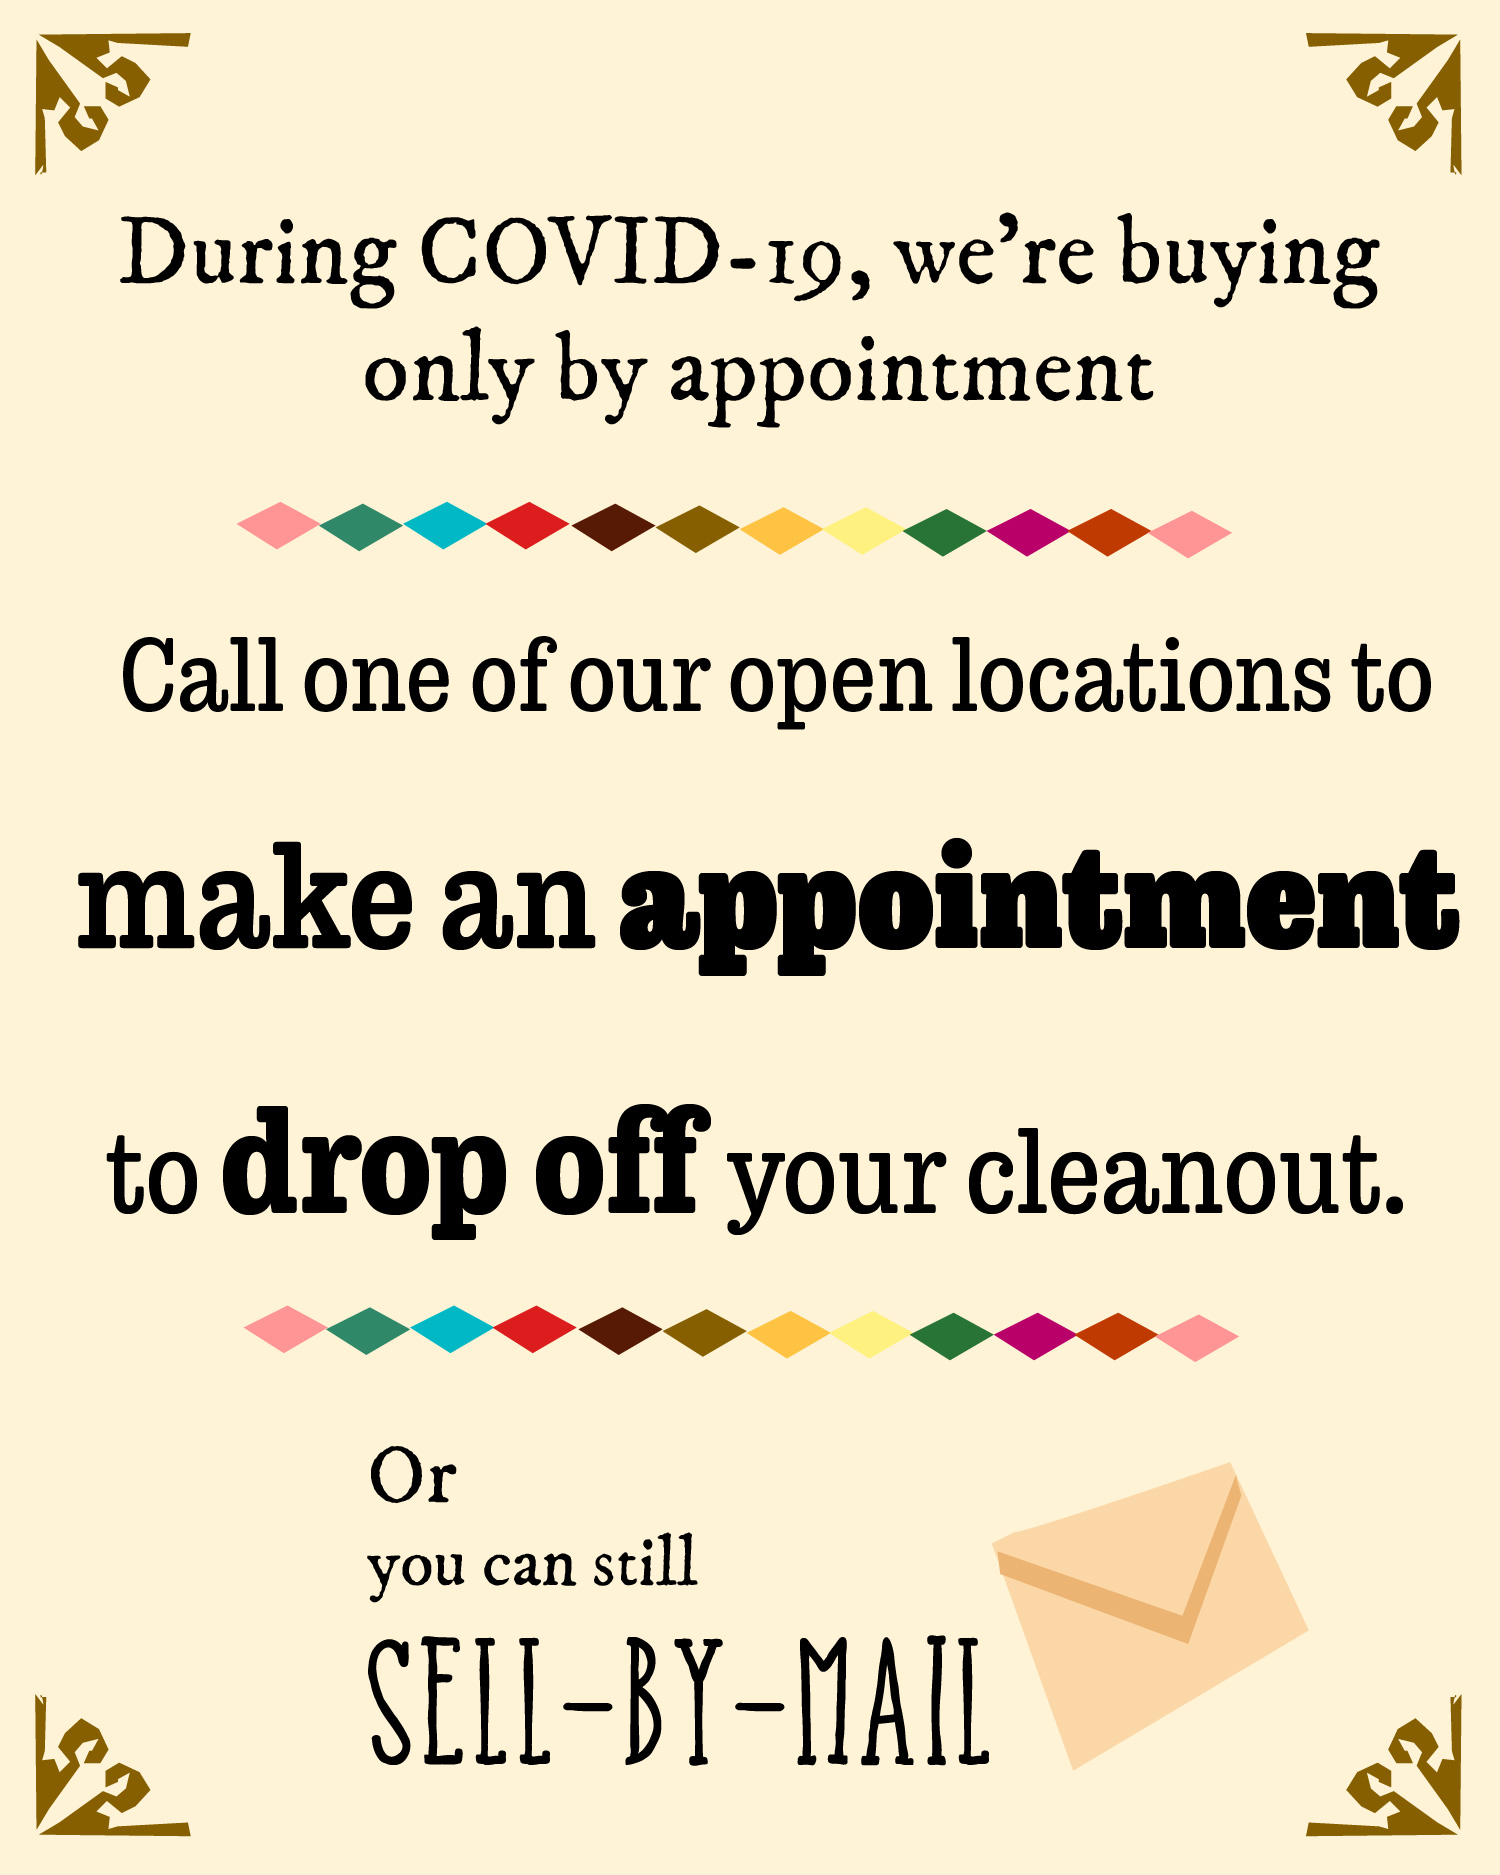 During COVID-19, we're buying
only by appointment
Call one of our open locations to
make an appointment
to drop off your cleanout.
Or
you can still
SELL-BY-MAIL